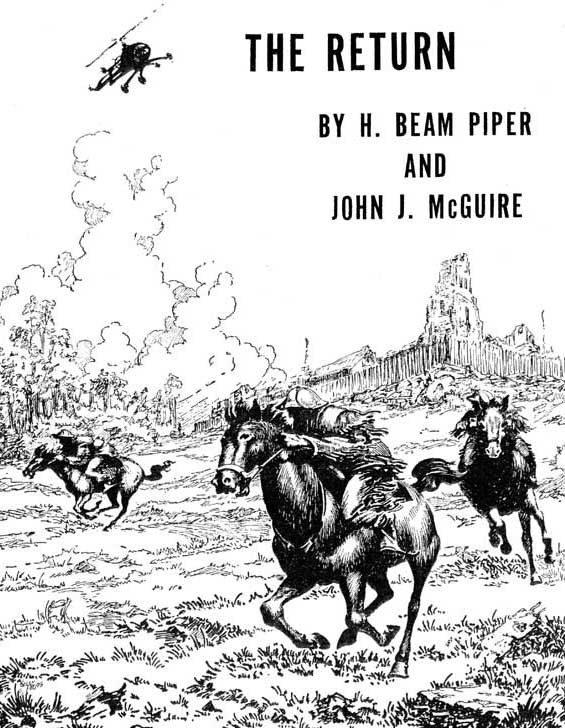 THE RETURN
BY H. BEAM PIPER
AND
JOHN J. McGUIRE